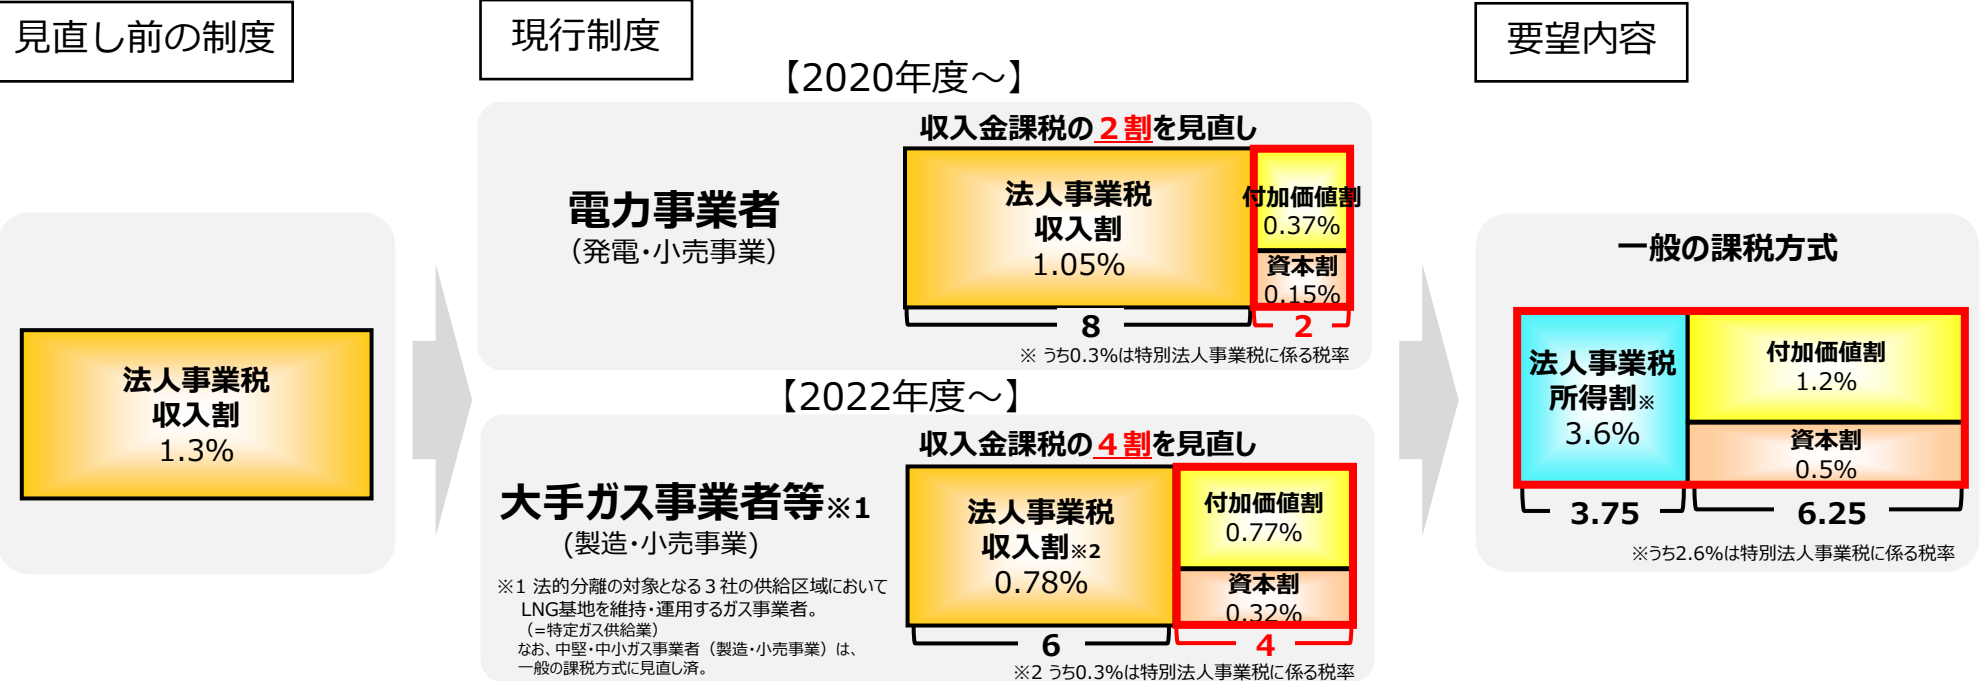 見直し前の制度
法人事業税
収入割
1.3%
現行制度
【2020年度～】
電力事業者
（発電・小売事業）
収入金課税の２割を見直し
法人事業税
収入割
1.05%
付加価値割
0.37%
資本割
0.15%
8
2
※ うち0.3%は特別法人事業税に係る税率
【2022年度～】
大手ガス事業者等※1
(製造・小売事業)
※1 法的分離の対象となる３社の供給区域において
LNG基地を維持・運用するガス事業者。
（=特定ガス供給業）
なお、中堅・中小ガス事業者（製造・小売事業）は、
一般の課税方式に見直し済。
収入金課税の４割を見直し
法人事業税
収入割※2
0.78%
付加価値割
0.77%
資本割
0.32%
6
4
※2 うち0.3%は特別法人事業税に係る税率
要望内容
一般の課税方式
法人事業税
所得割※
3.6%
付加価値割
1.2%
資本割
0.5%
3.75
6.25
※うち2.6%は特別法人事業税に係る税率